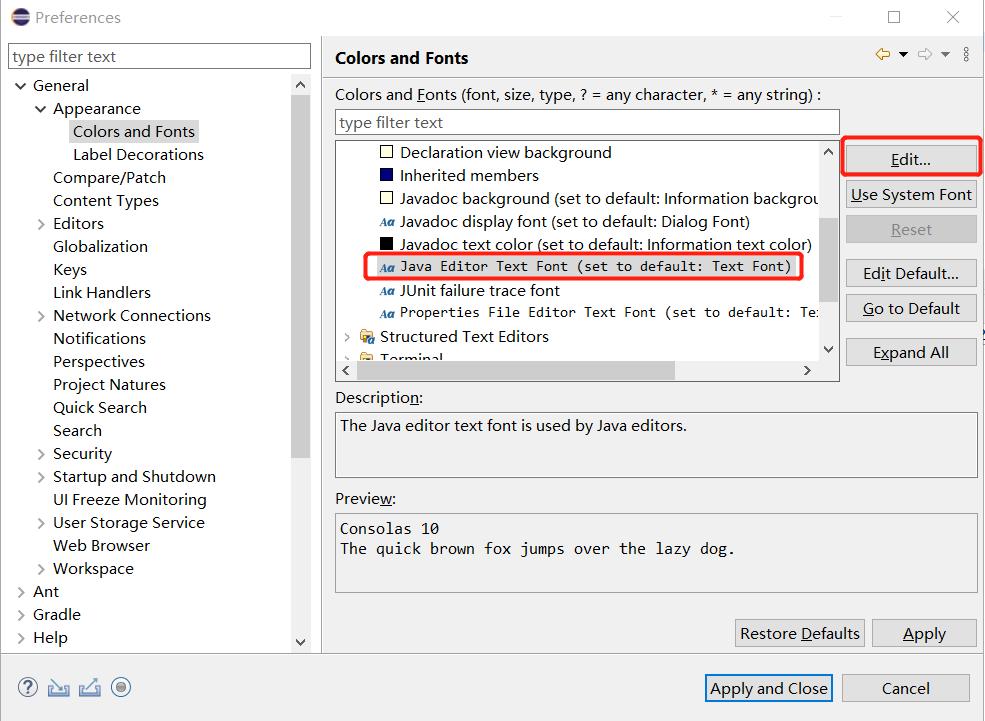 Preferences
type filter text
General
Appearance
Colors and Fonts
Label Decorations
Compare/Patch
Content Types
Editors
Globalization
Keys
Link Handlers
Network Connections
Notifications
Perspectives
Project Natures
Quick Search
Search
Security
Startup and Shutdown
UI Freeze Monitoring
User Storage Service
Web Browser
Workspace
Ant
Gradle
Help
Colors and Fonts
Colors and Fonts (font, size, type, ? = any character, * = any string) :
type filter text
Declaration view background
Inherited members
Javadoc background (set to default: Information backgrou
Javadoc display font (set to default: Dialog Font)
Javadoc text color (set to default: Information text color)
Java Editor Text Font (set to default: Text Font)
JUnit failure trace font
Properties File Editor Text Font (set to default: Te
Structured Text Editors
Terminal
Edit...
Use System Font
Reset
Edit Default...
Go to Default
Expand All
Description:
The Java editor text font is used by Java editors.
Preview:
Consolas 10
The quick brown fox jumps over the lazy dog.
Restore Defaults
Apply
Apply and Close
Cancel